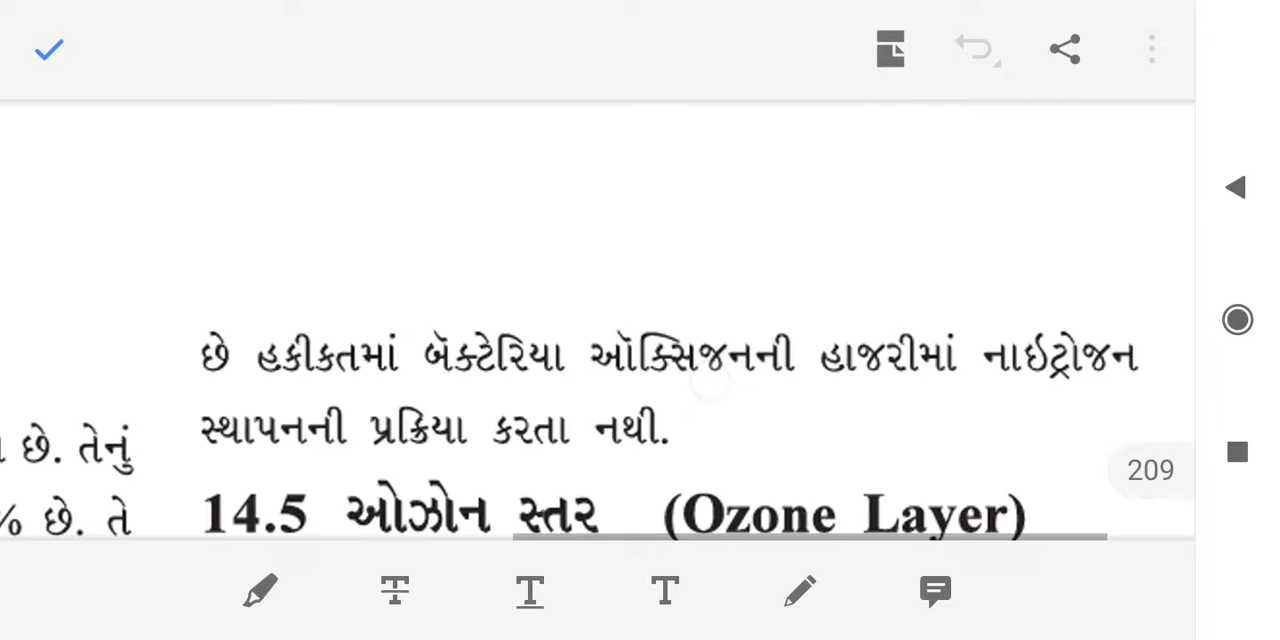 છે હકીકતમાં બૅક્ટેરિયા ઑક્સિજનની હાજરીમાં નાઇટ્રોજન
સ્થાપનની પ્રક્રિયા કરતા નથી.
છે. તેનું
% છે. તે
14.5 ઓઝોન સ્તર (Ozone Layer)
209